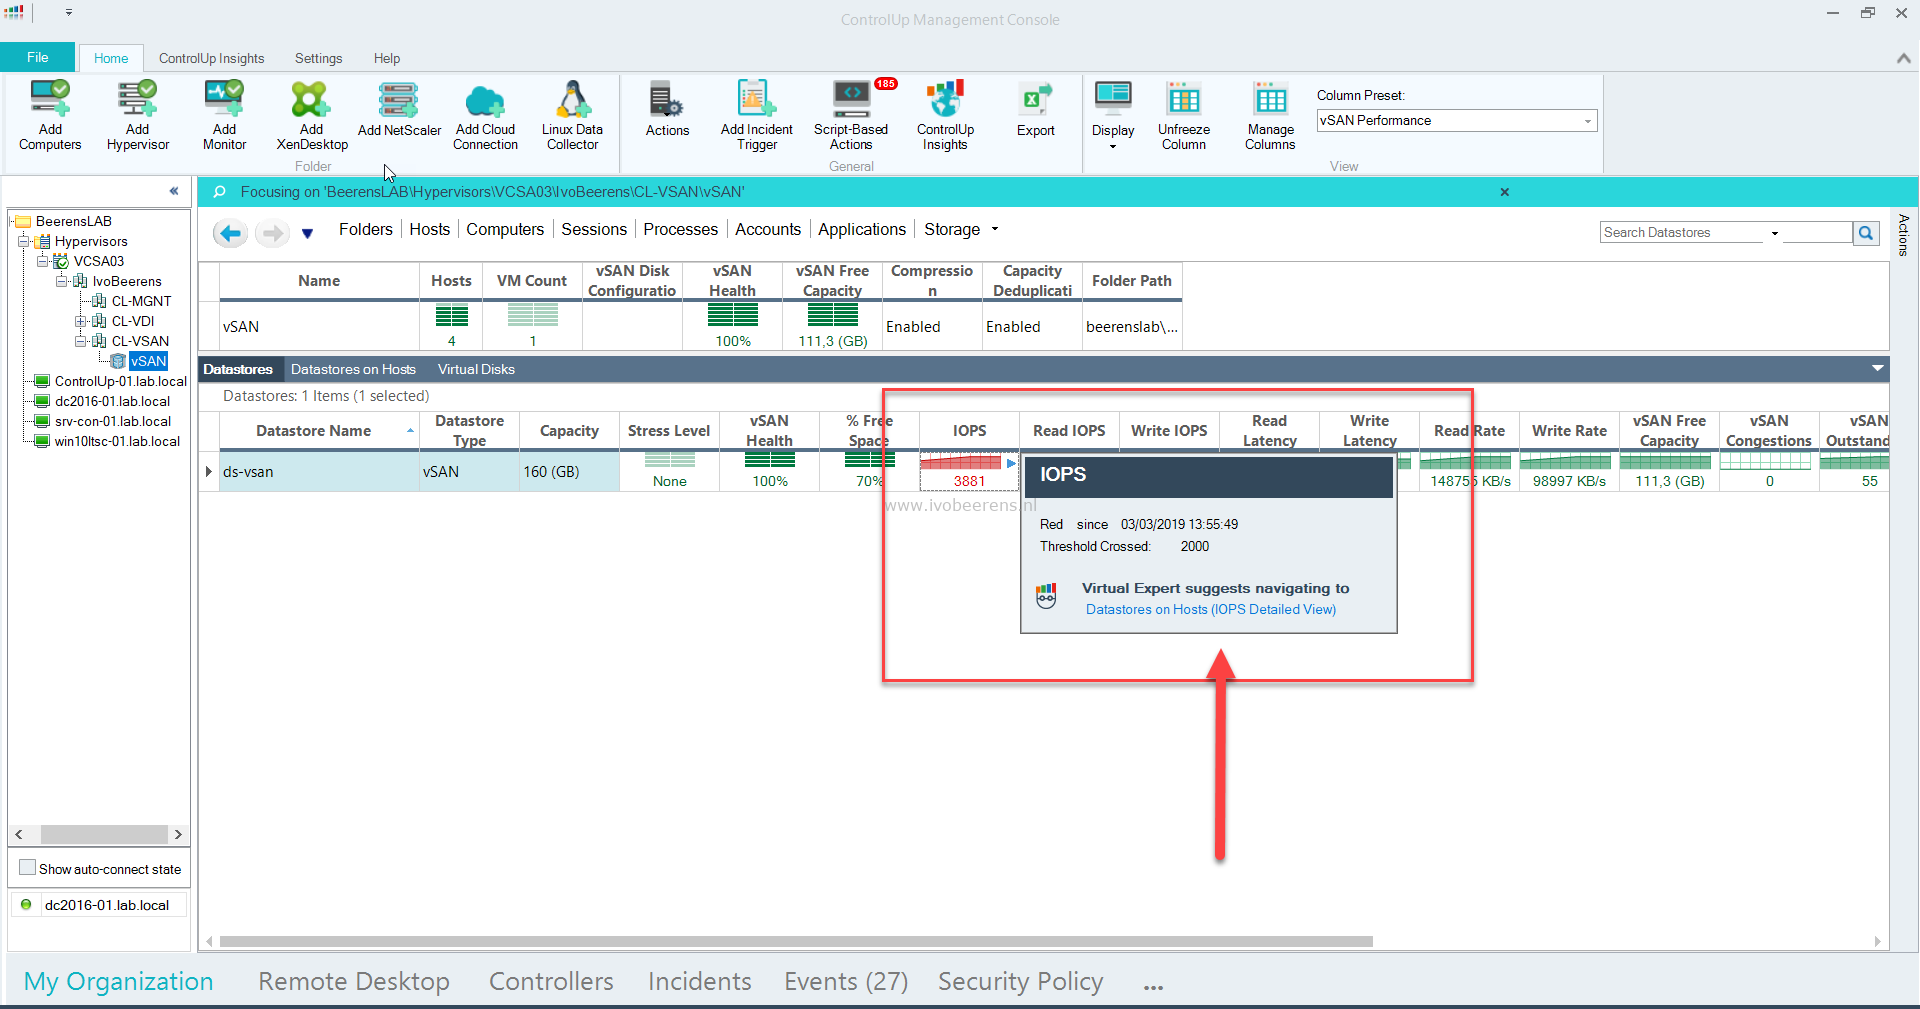 ControlUp Management Console
File Home ControlUp Insights Settings Help
Add Computers
Add Hypervisor
Add Monitor
Add XenDesktop
Add NetScaler
Add Cloud Connection
Linux Data Collector
Folder
Actions
Add Incident Trigger
185
Script-Based Actions
ControlUp Insights
Export
General
Display
Unfreeze Column
Manage Columns
Column Preset:
vSAN Performance
View
«
Focusing on 'BeerensLAB\Hypervisors\VCSA03\IvoBeerens\CL-VSAN\vSAN'
BeerensLAB
Hypervisors
VCSA03
IvoBeerens
CL-MGNT
CL-VDI
CL-VSAN
vSAN
ControlUp-01.lab.local
dc2016-01.lab.local
srv-con-01.lab.local
win10ltsc-01.lab.local
Show auto-connect state
dc2016-01.lab.local
Folders Hosts Computers Sessions Processes Accounts Applications Storage
Search Datastores
Actions
Name Hosts VM Count vSAN Disk Configuratio vSAN Health vSAN Free Capacity Compressio n Capacity Deduplicati Folder Path
vSAN 4 1 100% 111,3 (GB) Enabled Enabled beerenslab\...
Datastores Datastores on Hosts Virtual Disks
Datastores: 1 Items (1 selected)
Datastore Name Datastore Type Capacity Stress Level vSAN Health % Free Space IOPS Read IOPS Write IOPS Read Latency Write Latency Read Rate Write Rate vSAN Free Capacity vSAN Congestions vSAN Outstand
ds-vsan vSAN 160 (GB) None 100% 70% 3881 148755 KB/s 98997 KB/s 111,3 (GB) 0 55
www.ivobeerens.nl
IOPS
Red since 03/03/2019 13:55:49
Threshold Crossed: 2000
Virtual Expert suggests navigating to
Datastores on Hosts (IOPS Detailed View)
My Organization Remote Desktop Controllers Incidents Events (27) Security Policy ...